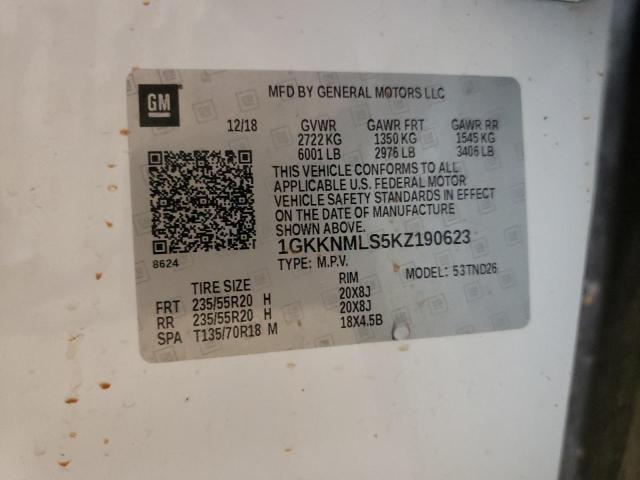 GM
MFD BY GENERAL MOTORS LLC
12/18 GVWR GAWR FRT GAWR RR
2722 KG 1350 KG 1545 KG
6001 LB 2976 LB 3406 LB
THIS VEHICLE CONFORMS TO ALL
APPLICABLE U.S. FEDERAL MOTOR
VEHICLE SAFETY STANDARDS IN EFFECT
ON THE DATE OF MANUFACTURE
SHOWN ABOVE.
8624
1GKKNMLS5KZ190623
TYPE: M.P.V. MODEL: 53TND26
TIRE SIZE RIM
FRT 235/55R20 H 20X8J
RR 235/55R20 H 20X8J
SPA T135/70R18 M 18X4.5B